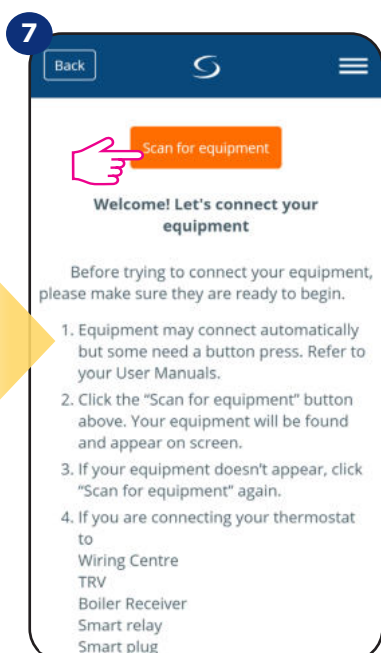 7
Back
Scan for equipment
Welcome! Let's connect your
equipment
Before trying to connect your equipment,
please make sure they are ready to begin.
1. Equipment may connect automatically
but some need a button press. Refer to
your User Manuals.
2. Click the “Scan for equipment” button
above. Your equipment will be found
and appear on screen.
3. If your equipment doesn’t appear, click
“Scan for equipment” again.
4. If you are connecting your thermostat
to
Wiring Centre
TRV
Boiler Receiver
Smart relay
Smart plug